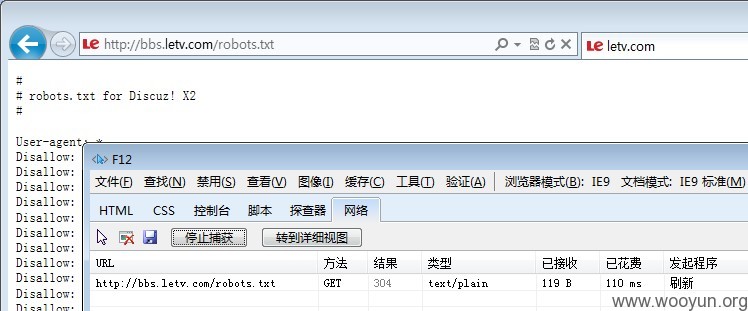 http://bbs.letv.com/robots.txt
letv.com
#
# robots.txt for Discuz! X2
#
User-agent: *
Disallow:
Disallow:
Disallow:
Disallow:
Disallow:
Disallow:
Disallow:
Disallow:
Disallow:
Disallow:
F12
文件(F) 查找(N) 禁用(S) 查看(V) 图像(I) 缓存(C) 工具(T) 验证(A) 浏览器模式(B): IE9 文档模式: IE9 标准(M)
HTML CSS 控制台 脚本 探查器 网络
停止捕获 转到详细视图
URL 方法 结果 类型 已接收 已花费 发起程序
http://bbs.letv.com/robots.txt GET 304 text/plain 119 B 110 ms 刷新
www.wooyun.org